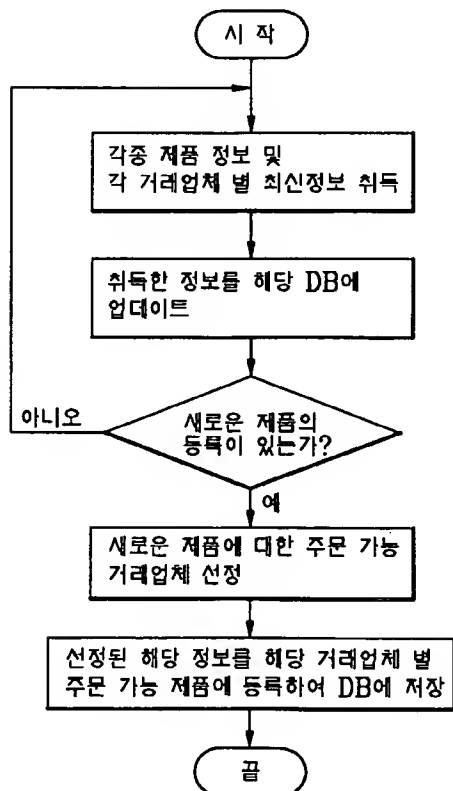 시 작
각종 제품 정보 및
각 거래업체 별 최신정보 취득
취득한 정보를 해당 DB에
업데이트
아니오
새로운 제품의
등록이 있는가?
예
새로운 제품에 대한 주문 가능
거래업체 선정
선정된 해당 정보를 해당 거래업체 별
주문 가능 제품에 등록하여 DB에 저장
끝